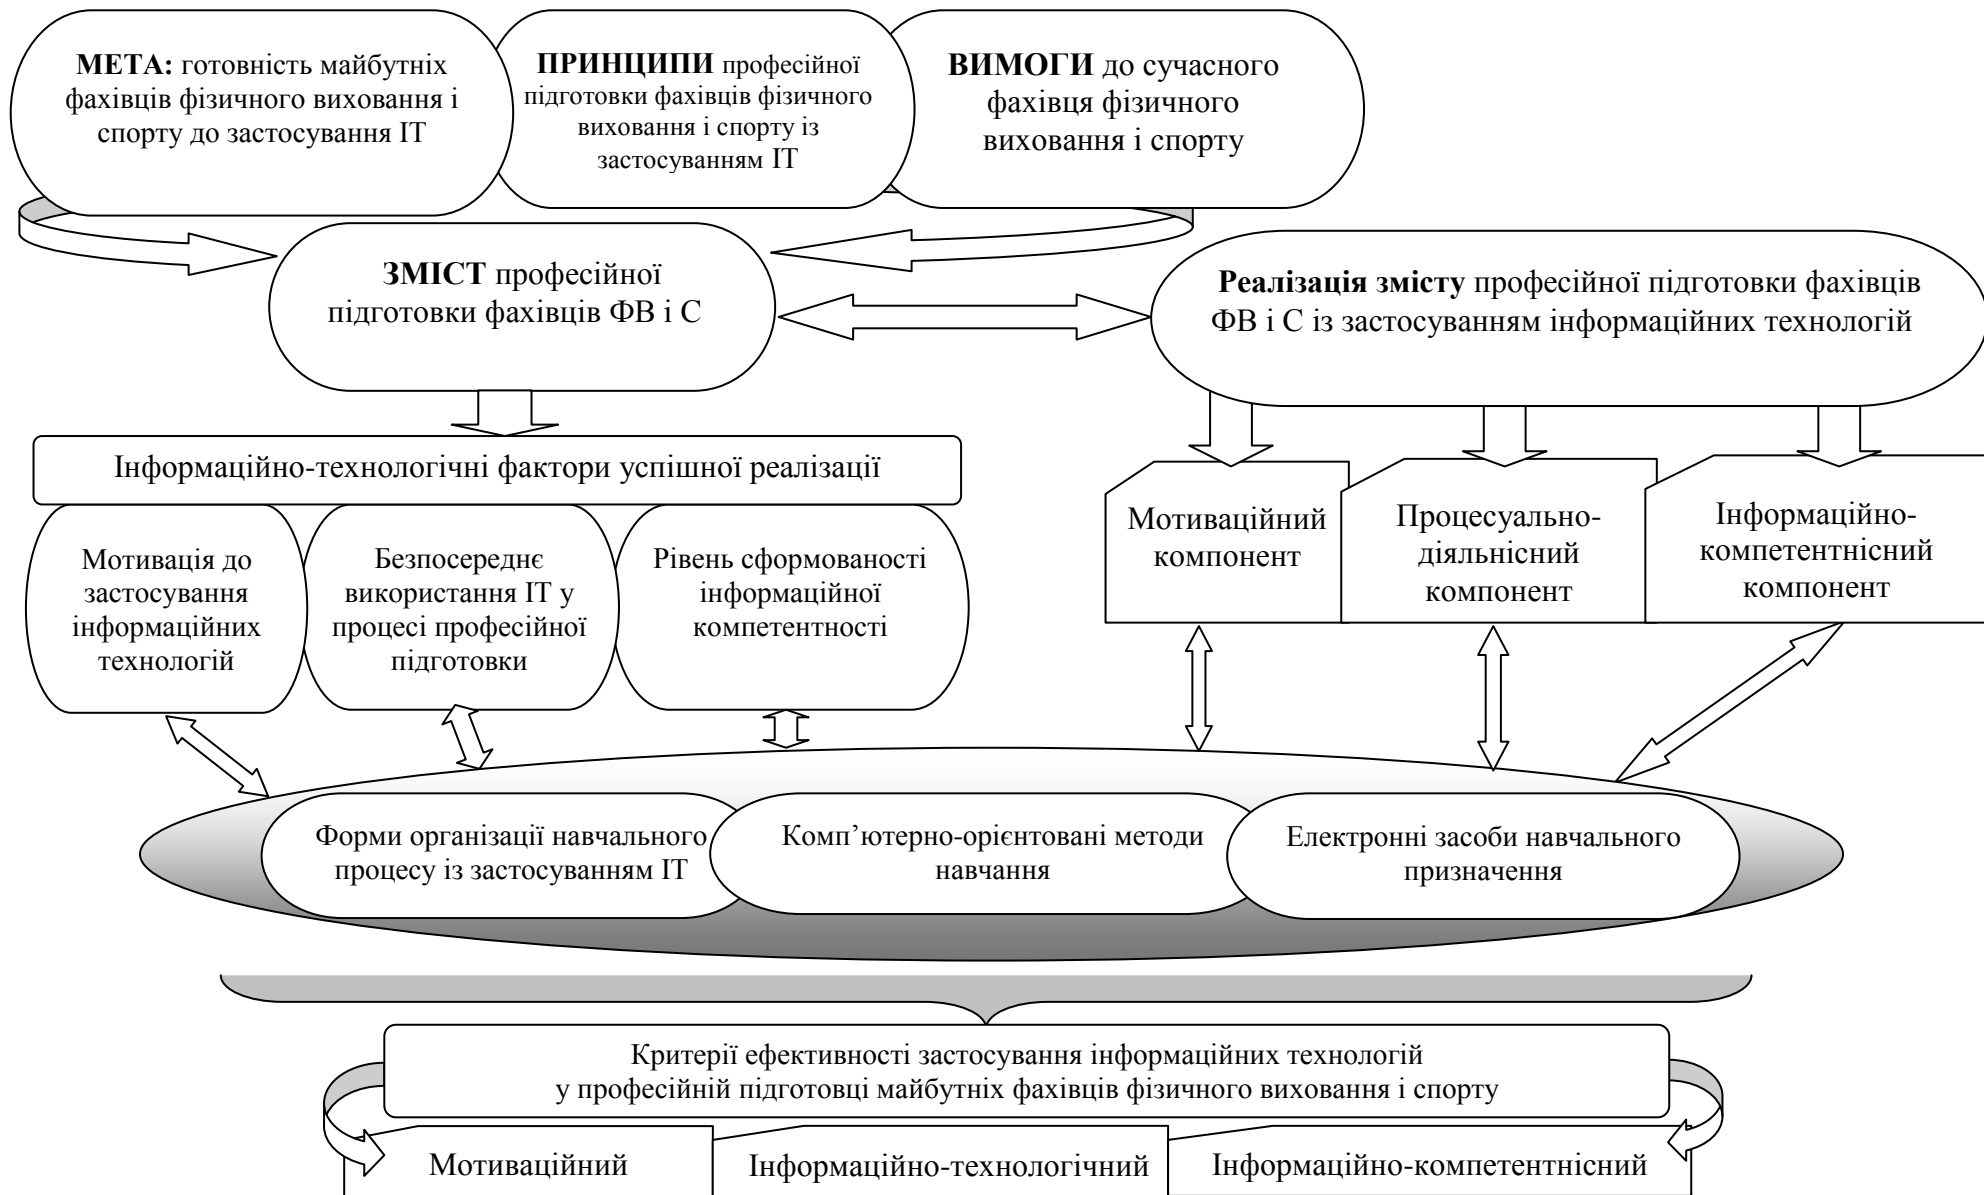 МЕТА: готовність майбутніх
фахівців фізичного виховання і
спорту до застосування ІТ
ПРИНЦИПИ професійної
підготовки фахівців фізичного
виховання і спорту із
застосуванням ІТ
ВИМОГИ до сучасного
фахівця фізичного
виховання і спорту
ЗМІСТ професійної
підготовки фахівців ФВ і С
Реалізація змісту професійної підготовки фахівців
ФВ і С із застосуванням інформаційних технологій
Інформаційно-технологічні фактори успішної реалізації
Мотивація до
застосування
інформаційних
технологій
Безпосереднє
використання ІТ у
процесі професійної
підготовки
Рівень сформованості
інформаційної
компетентності
Мотиваційний
компонент
Процесуально-
діяльнісний
компонент
Інформаційно-
компетентнісний
компонент
Форми організації навчального
процесу із застосуванням ІТ
Комп’ютерно-орієнтовані методи
навчання
Електронні засоби навчального
призначення
Критерії ефективності застосування інформаційних технологій
у професійній підготовці майбутніх фахівців фізичного виховання і спорту
Мотиваційний
Інформаційно-технологічний
Інформаційно-компетентнісний